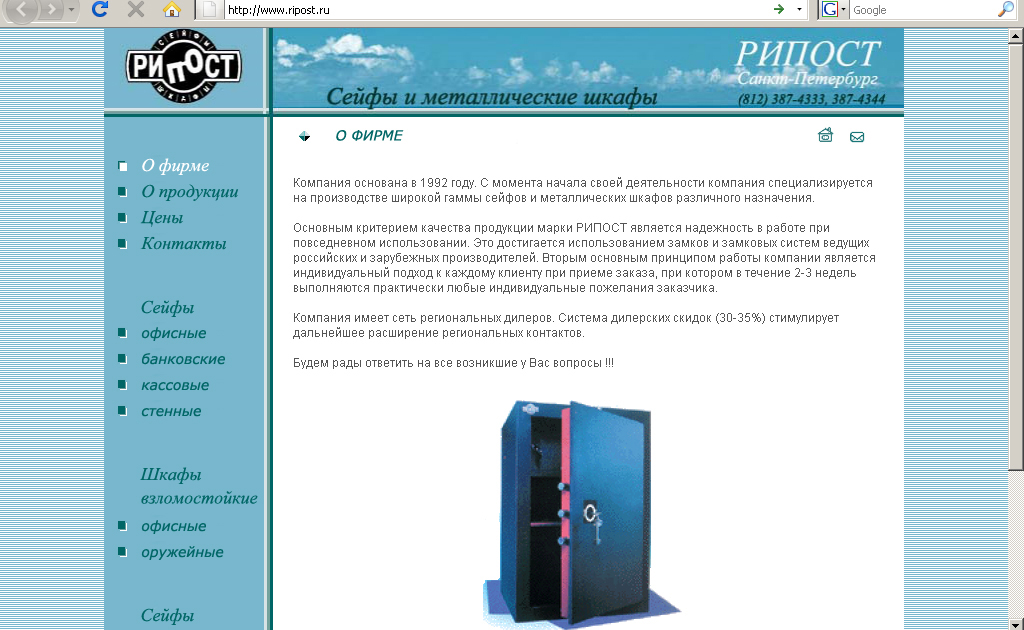 http://www.ripost.ru
Google
СЕЙФЫ
РИПОСТ
ШКАФЫ
РИПОСТ
Санкт-Петербург
Сейфы и металлические шкафы
(812) 387-4333, 387-4344
О ФИРМЕ
О фирме
О продукции
Цены
Контакты
Сейфы
офисные
банковские
кассовые
стенные
Шкафы
взломостойкие
офисные
оружейные
Сейфы
Компания основана в 1992 году. С момента начала своей деятельности компания специализируется
на производстве широкой гаммы сейфов и металлических шкафов различного назначения.
Основным критерием качества продукции марки РИПОСТ является надежность в работе при
повседневном использовании. Это достигается использованием замков и замковых систем ведущих
российских и зарубежных производителей. Вторым основным принципом работы компании является
индивидуальный подход к каждому клиенту при приеме заказа, при котором в течение 2-3 недель
выполняются практически любые индивидуальные пожелания заказчика.
Компания имеет сеть региональных дилеров. Система дилерских скидок (30-35%) стимулирует
дальнейшее расширение региональных контактов.
Будем рады ответить на все возникшие у Вас вопросы !!!